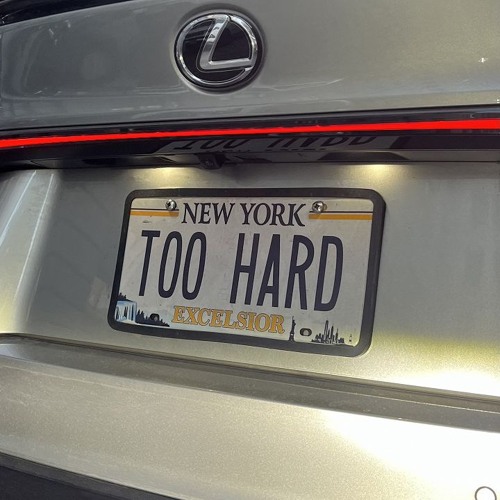 NEW YORK
TOO HARD
EXCELSIOR